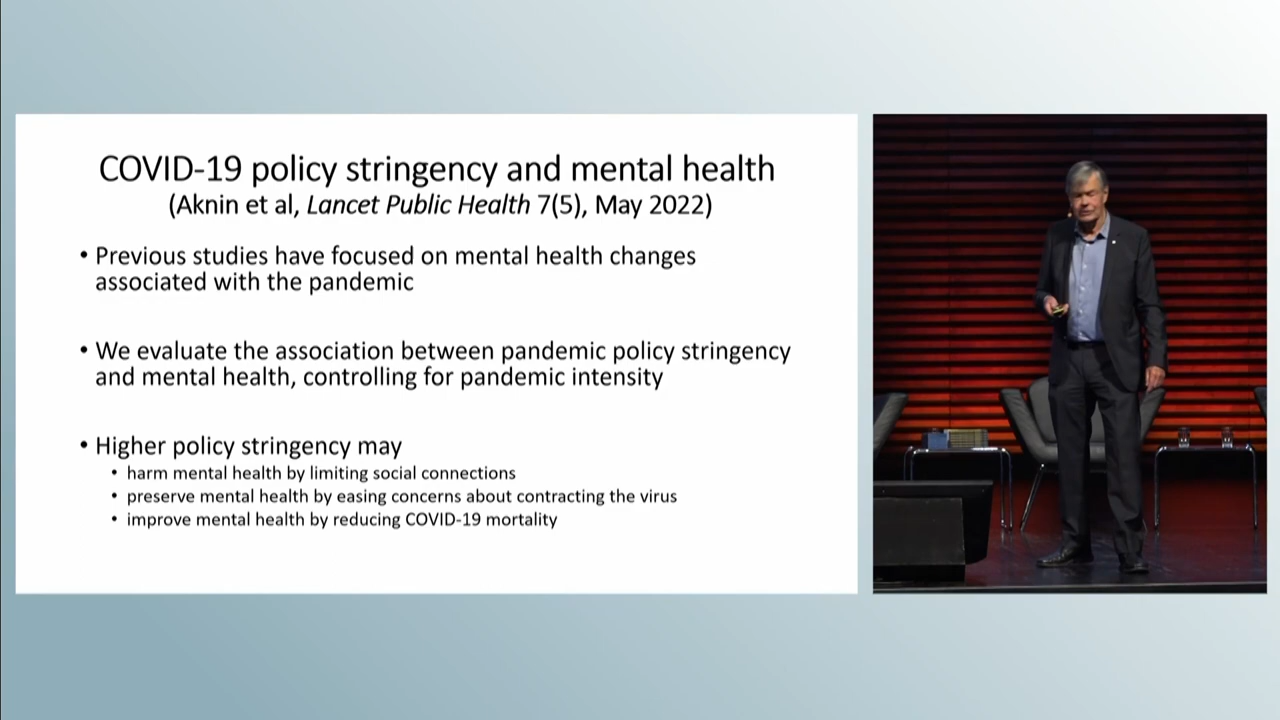 COVID-19 policy stringency and mental health
(Aknin et al, Lancet Public Health 7(5), May 2022)
• Previous studies have focused on mental health changes
associated with the pandemic
• We evaluate the association between pandemic policy stringency
and mental health, controlling for pandemic intensity
• Higher policy stringency may
• harm mental health by limiting social connections
• preserve mental health by easing concerns about contracting the virus
• improve mental health by reducing COVID-19 mortality